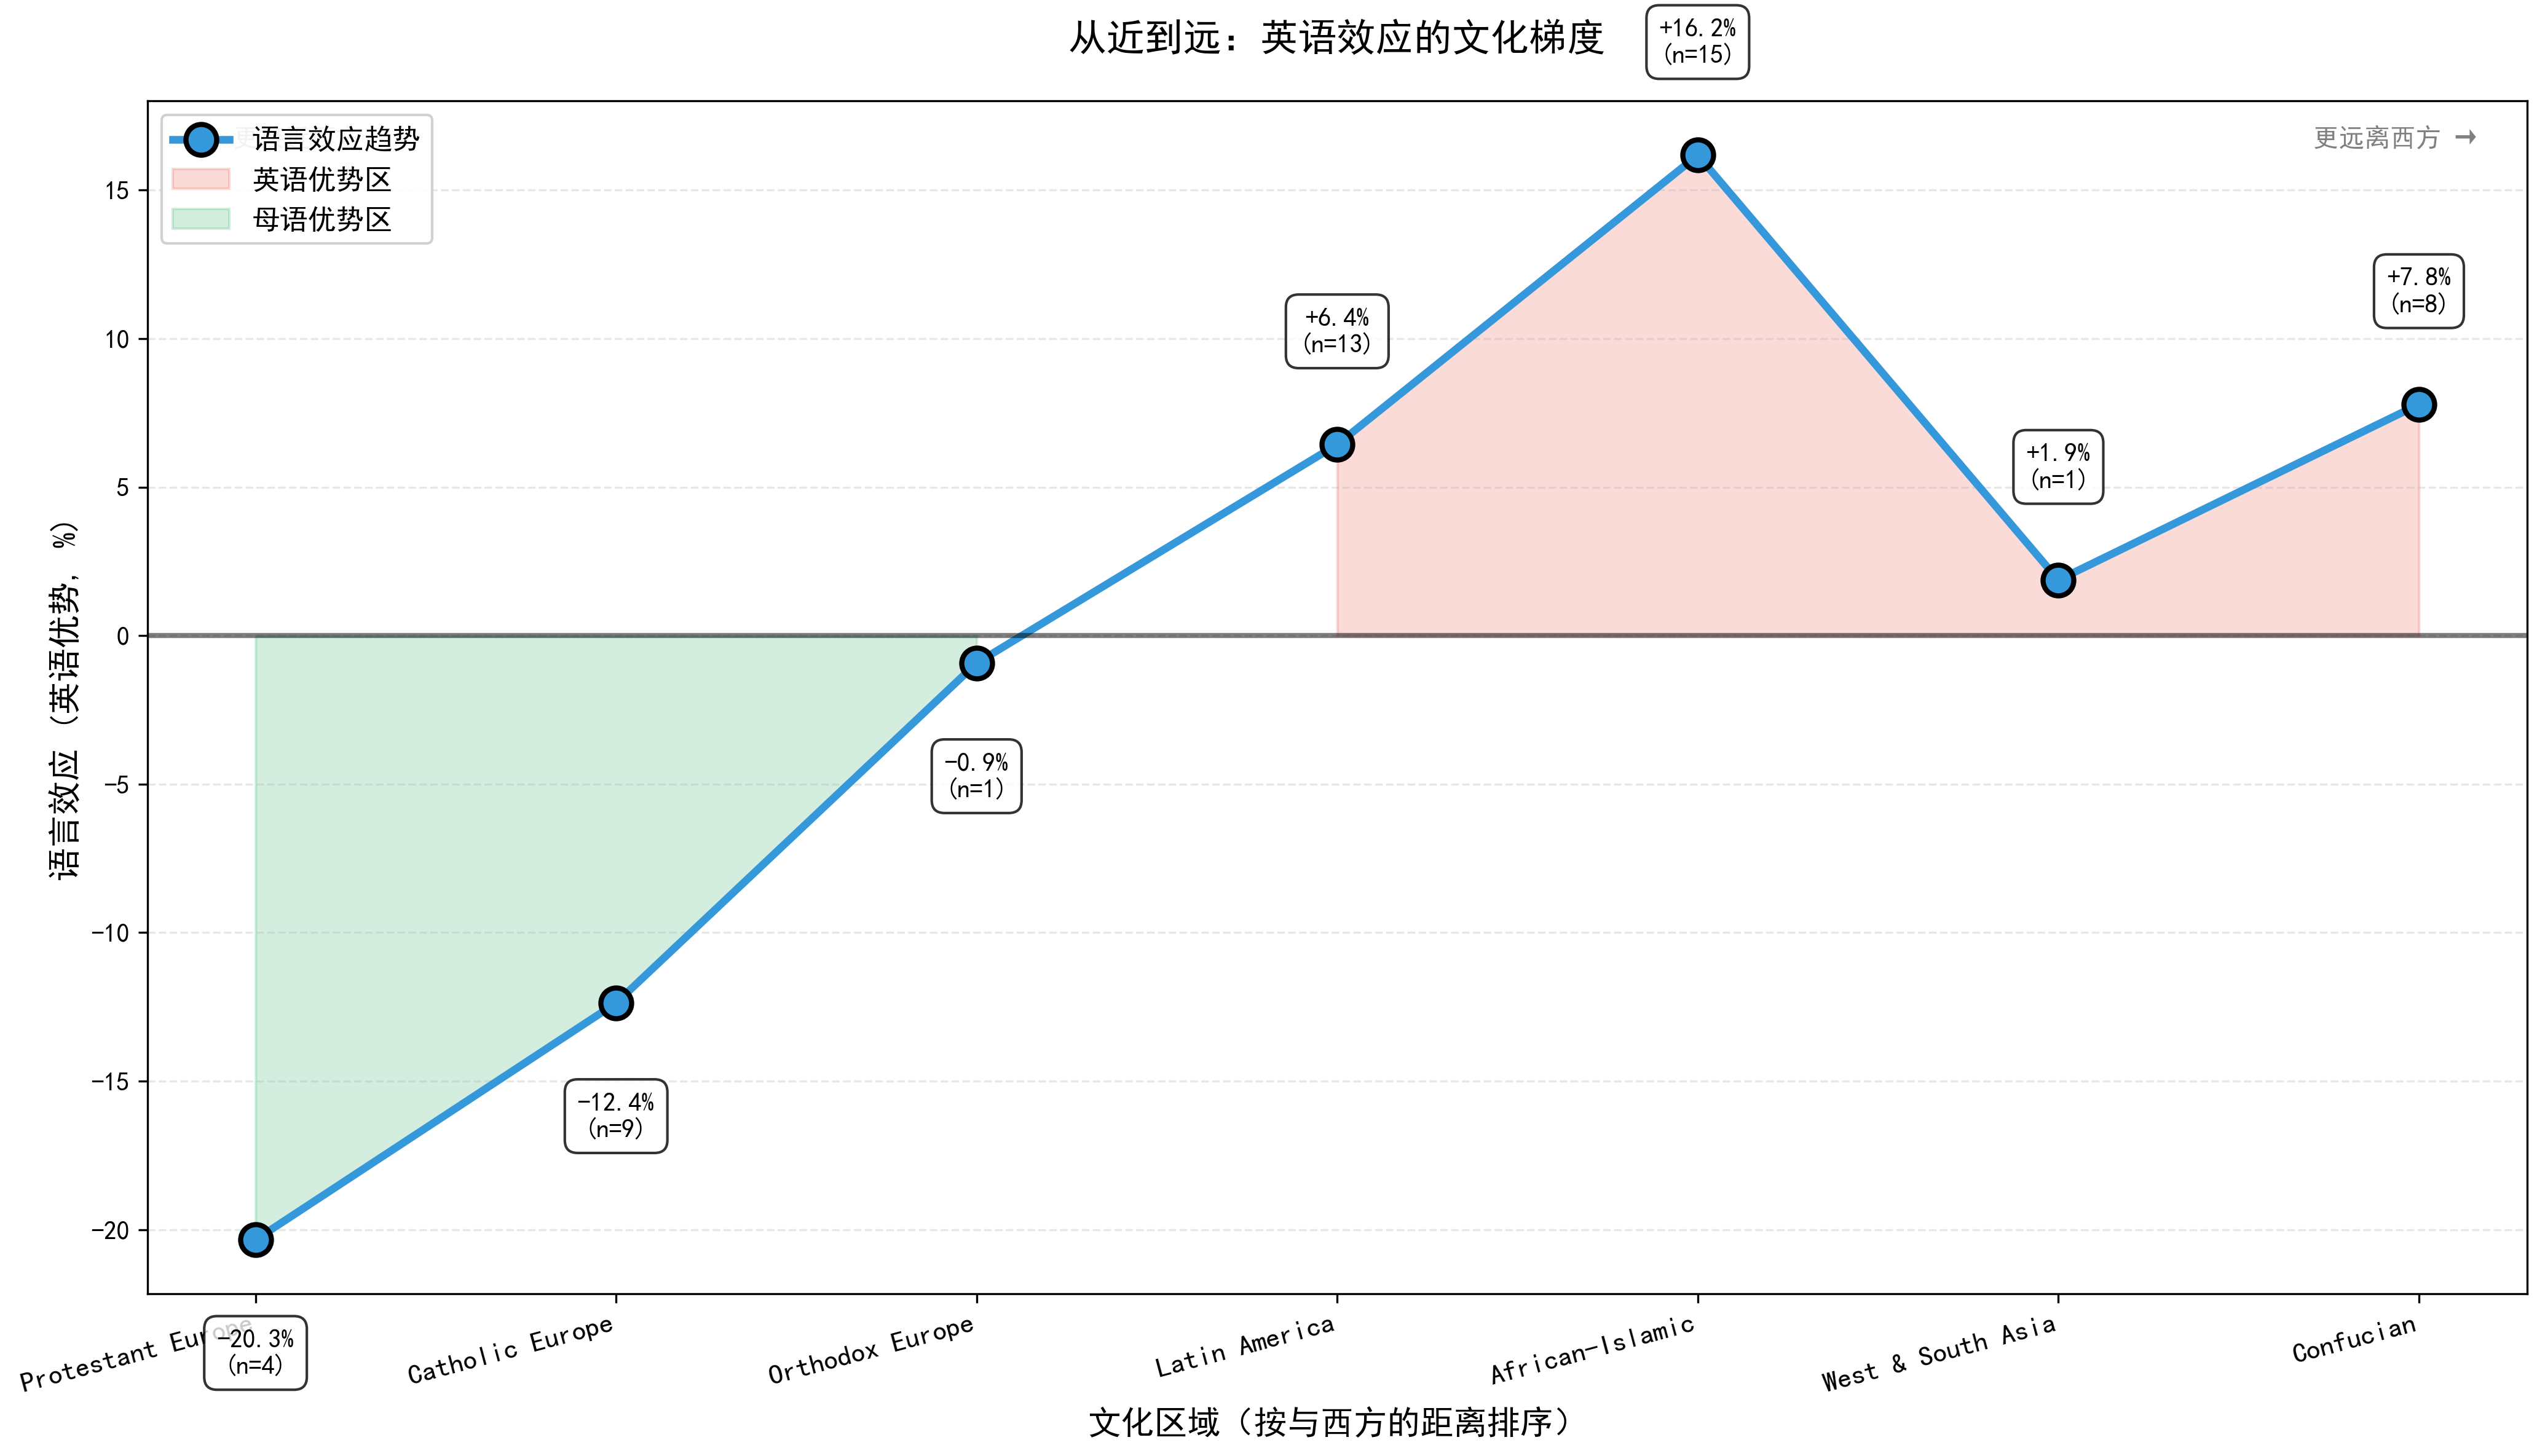 从近到远：英语效应的文化梯度
+16.2%
(n=15)
语言效应趋势
英语优势区
母语优势区
更远离西方 →
15
10
5
0
−5
−10
−15
−20
语言效应（英语优势，%）
+6.4%
(n=13)
+7.8%
(n=8)
+1.9%
(n=1)
−0.9%
(n=1)
−12.4%
(n=9)
−20.3%
(n=4)
Protestant Europe
Catholic Europe
Orthodox Europe
Latin America
African-Islamic
West & South Asia
Confucian
文化区域（按与西方的距离排序）